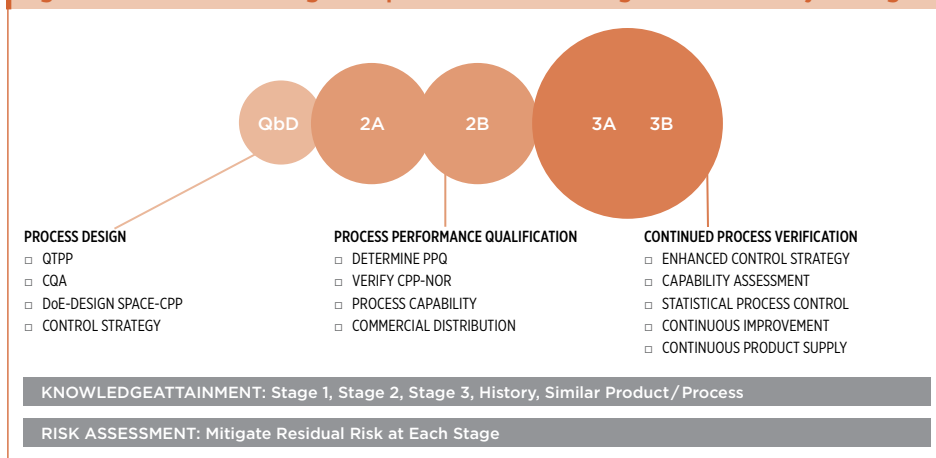 QbD
2A
2B
3A 3B
PROCESS DESIGN
□ QTPP
□ CQA
□ DoE-DESIGN SPACE-CPP
□ CONTROL STRATEGY
PROCESS PERFORMANCE QUALIFICATION
□ DETERMINE PPQ
□ VERIFY CPP-NOR
□ PROCESS CAPABILITY
□ COMMERCIAL DISTRIBUTION
CONTINUED PROCESS VERIFICATION
□ ENHANCED CONTROL STRATEGY
□ CAPABILITY ASSESSMENT
□ STATISTICAL PROCESS CONTROL
□ CONTINUOUS IMPROVEMENT
□ CONTINUOUS PRODUCT SUPPLY
KNOWLEDGEATTAINMENT: Stage 1, Stage 2, Stage 3, History, Similar Product/Process
RISK ASSESSMENT: Mitigate Residual Risk at Each Stage